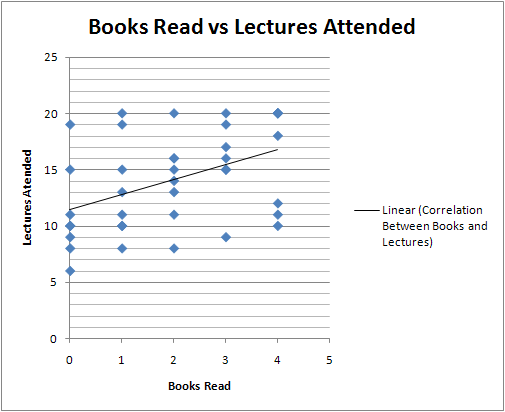 Books Read vs Lectures Attended
25
20
15
10
5
0
Lectures Atended
0 1 2 3 4 5
Books Read
Linear (Correlation
Between Books and
Lectures)